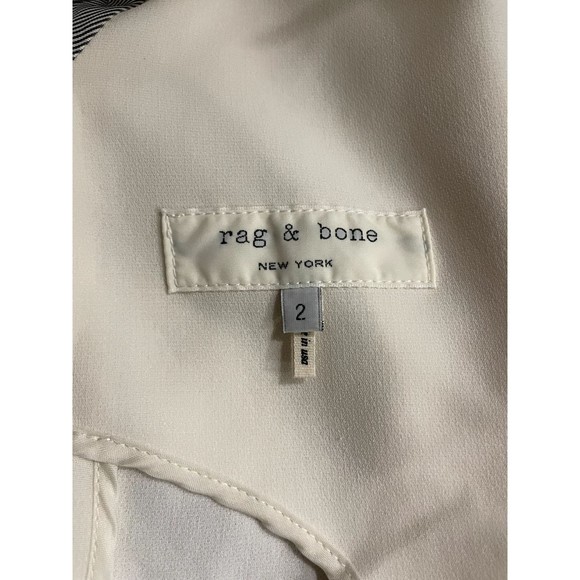 rag & bone
NEW YORK
2
in usa